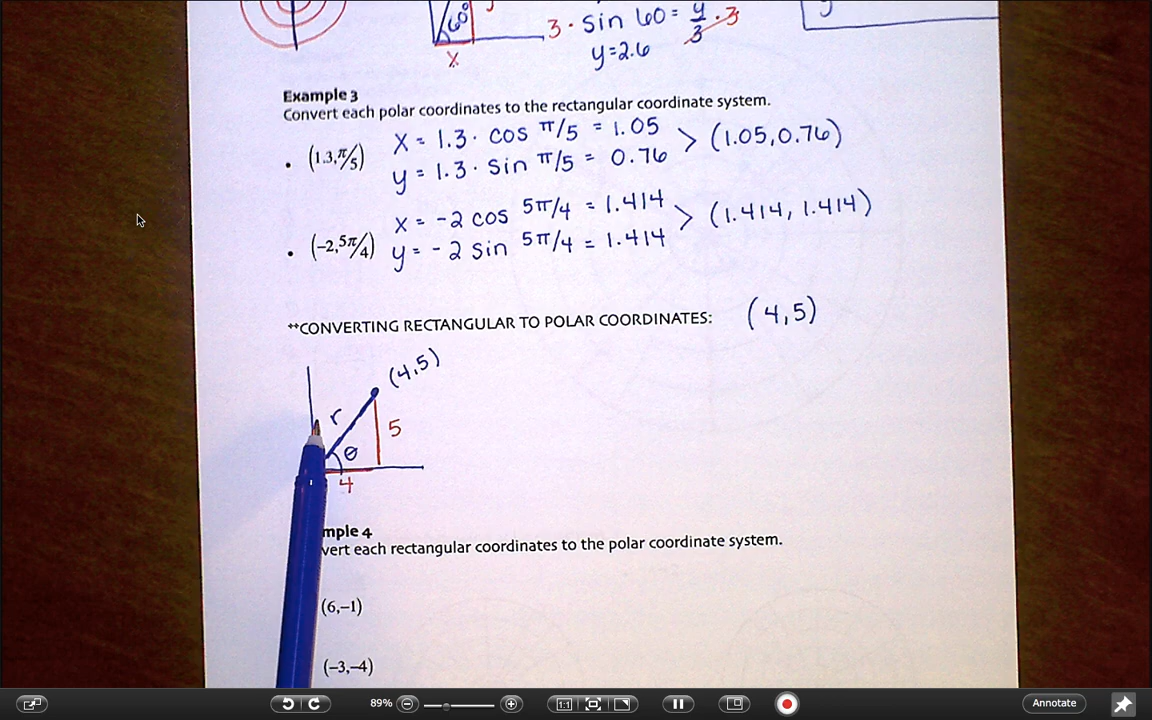 60°
3 · sin 60 = y/3 · 3
x
y=2.6
y
Example 3
Convert each polar coordinates to the rectangular coordinate system.
• (1.3,π/5)
x = 1.3 · cos π/5 = 1.05
y = 1.3 · sin π/5 = 0.76
> (1.05,0.76)
• (−2,5π/4)
x = -2 cos 5π/4 = 1.414
y = -2 sin 5π/4 = 1.414
> (1.414, 1.414)
**CONVERTING RECTANGULAR TO POLAR COORDINATES: (4,5)
(4,5)
r
5
θ
4
mple 4
vert each rectangular coordinates to the polar coordinate system.
(6,−1)
(−3,−4)
89%
1:1
Annotate